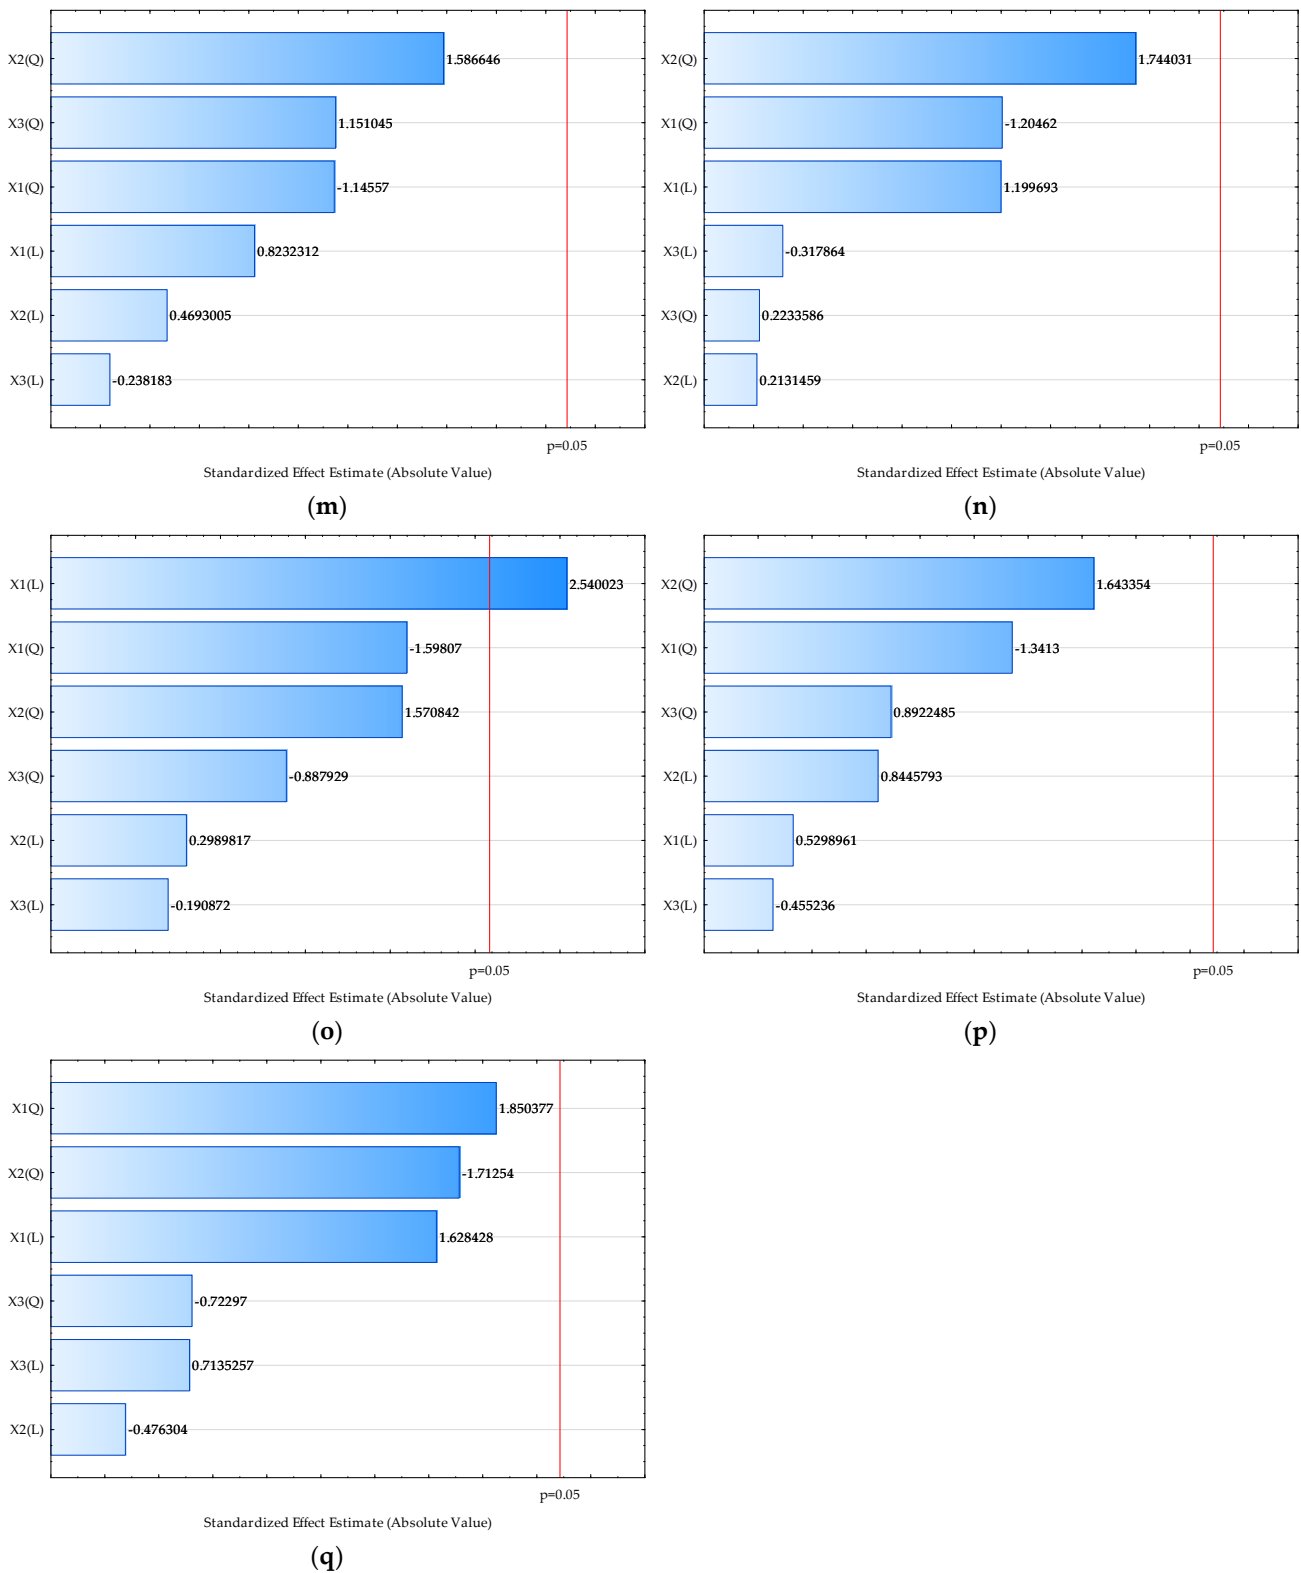 X2(Q) 1.586646
X3(Q) 1.151045
X1(Q) -1.14557
X1(L) 0.8232312
X2(L) 0.4693005
X3(L) -0.238183
p=0.05
Standardized Effect Estimate (Absolute Value)
(m)
X2(Q) 1.744031
X1(Q) -1.20462
X1(L) 1.199693
X3(L) -0.317864
X3(Q) 0.2233586
X2(L) 0.2131459
p=0.05
Standardized Effect Estimate (Absolute Value)
(n)
X1(L) 2.540023
X1(Q) -1.59807
X2(Q) 1.570842
X3(Q) -0.887929
X2(L) 0.2989817
X3(L) -0.190872
p=0.05
Standardized Effect Estimate (Absolute Value)
(o)
X2(Q) 1.643354
X1(Q) -1.3413
X3(Q) 0.8922485
X2(L) 0.8445793
X1(L) 0.5298961
X3(L) -0.455236
p=0.05
Standardized Effect Estimate (Absolute Value)
(p)
X1Q) 1.850377
X2(Q) -1.71254
X1(L) 1.628428
X3(Q) -0.72297
X3(L) 0.7135257
X2(L) -0.476304
p=0.05
Standardized Effect Estimate (Absolute Value)
(q)